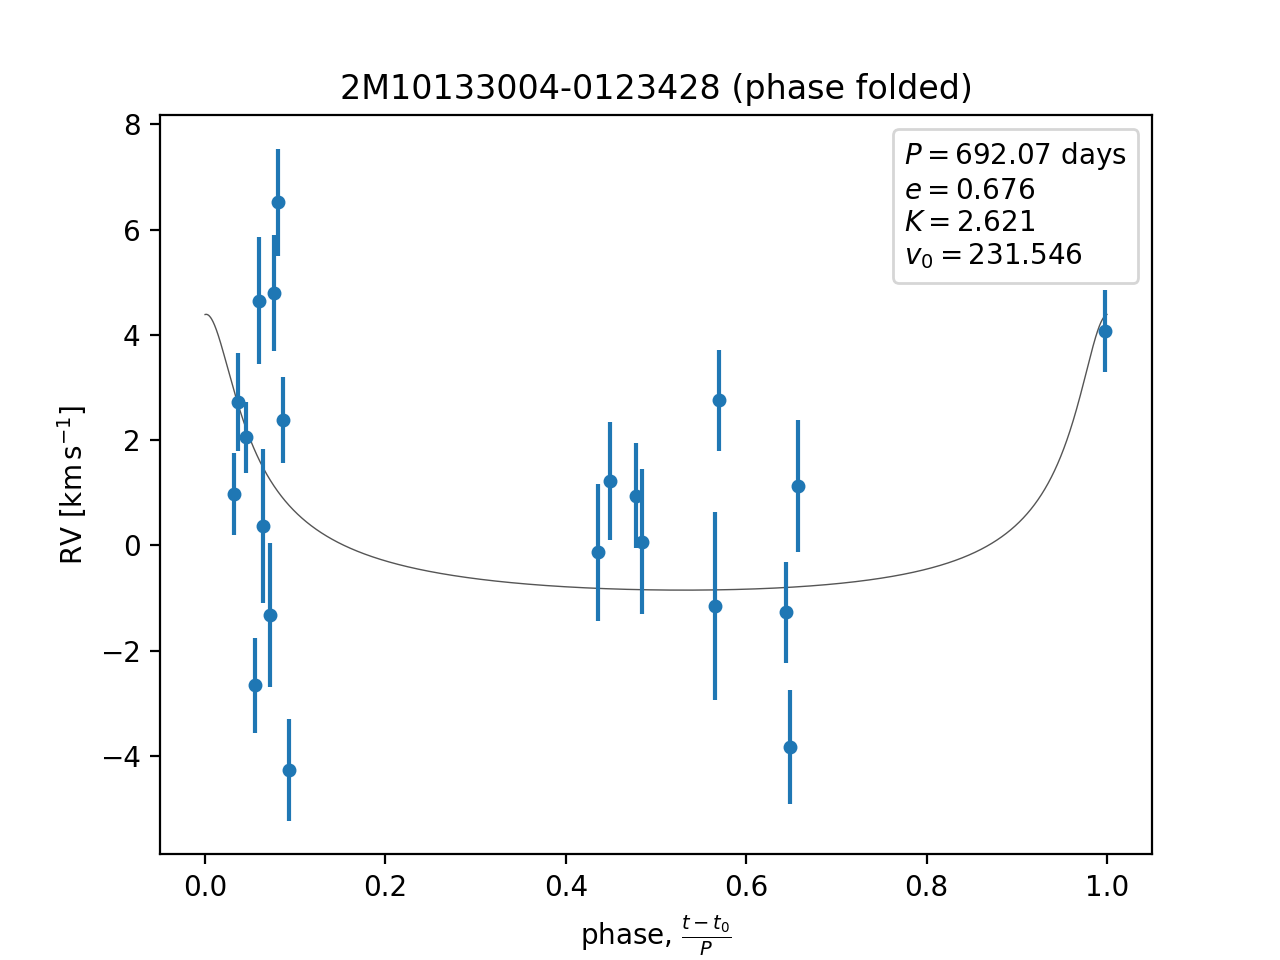 2M10133004-0123428 (phase folded)
P = 692.07 days
e = 0.676
K = 2.621
v₀ = 231.546
RV [km s⁻¹]
8
6
4
2
0
−2
−4
0.0 0.2 0.4 0.6 0.8 1.0
phase, (t − t₀)/P